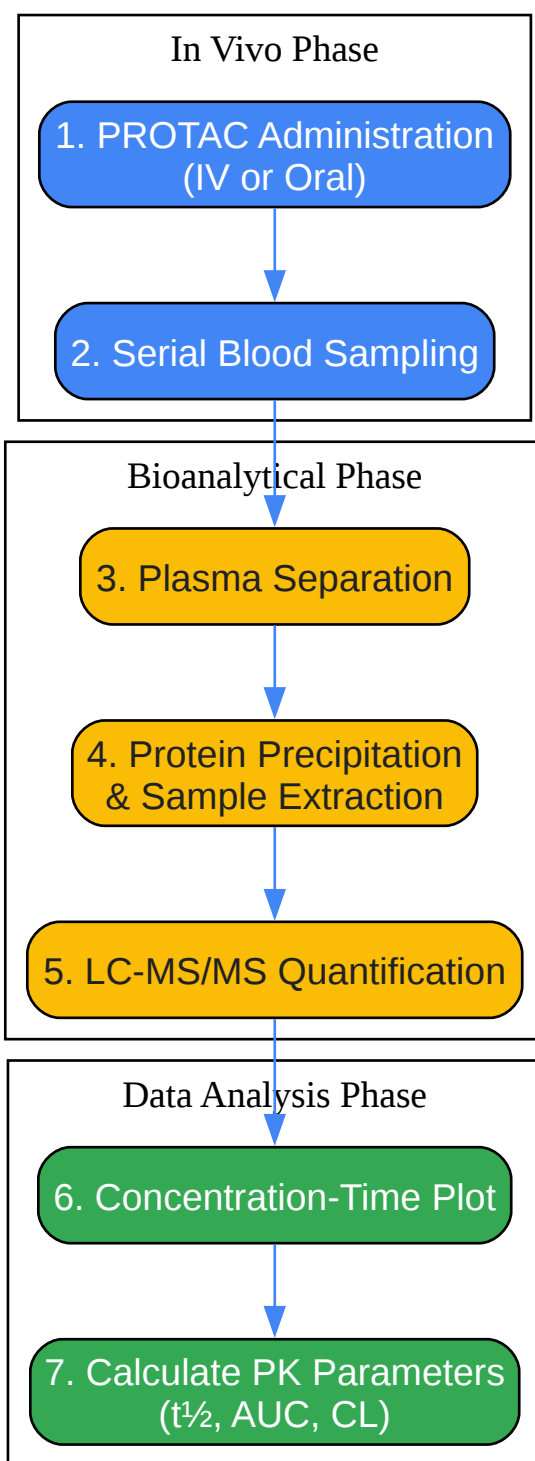 In Vivo Phase
1. PROTAC Administration
(IV or Oral)
2. Serial Blood Sampling
Bioanalytical Phase
3. Plasma Separation
4. Protein Precipitation
& Sample Extraction
5. LC-MS/MS Quantification
Data Analysis Phase
6. Concentration-Time Plot
7. Calculate PK Parameters
(t½, AUC, CL)